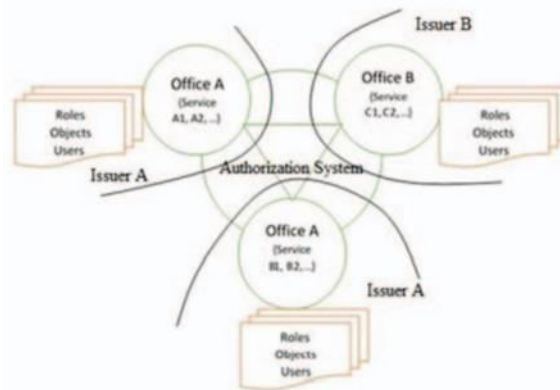 Issuer B
Office A
(Service
A1, A2, ...)
Office B
(Service
C1, C2, ...)
Roles
Objects
Users
Roles
Objects
Users
Issuer A
Authorization System
Office A
(Service
B1, B2,...)
Issuer A
Roles
Objects
Users